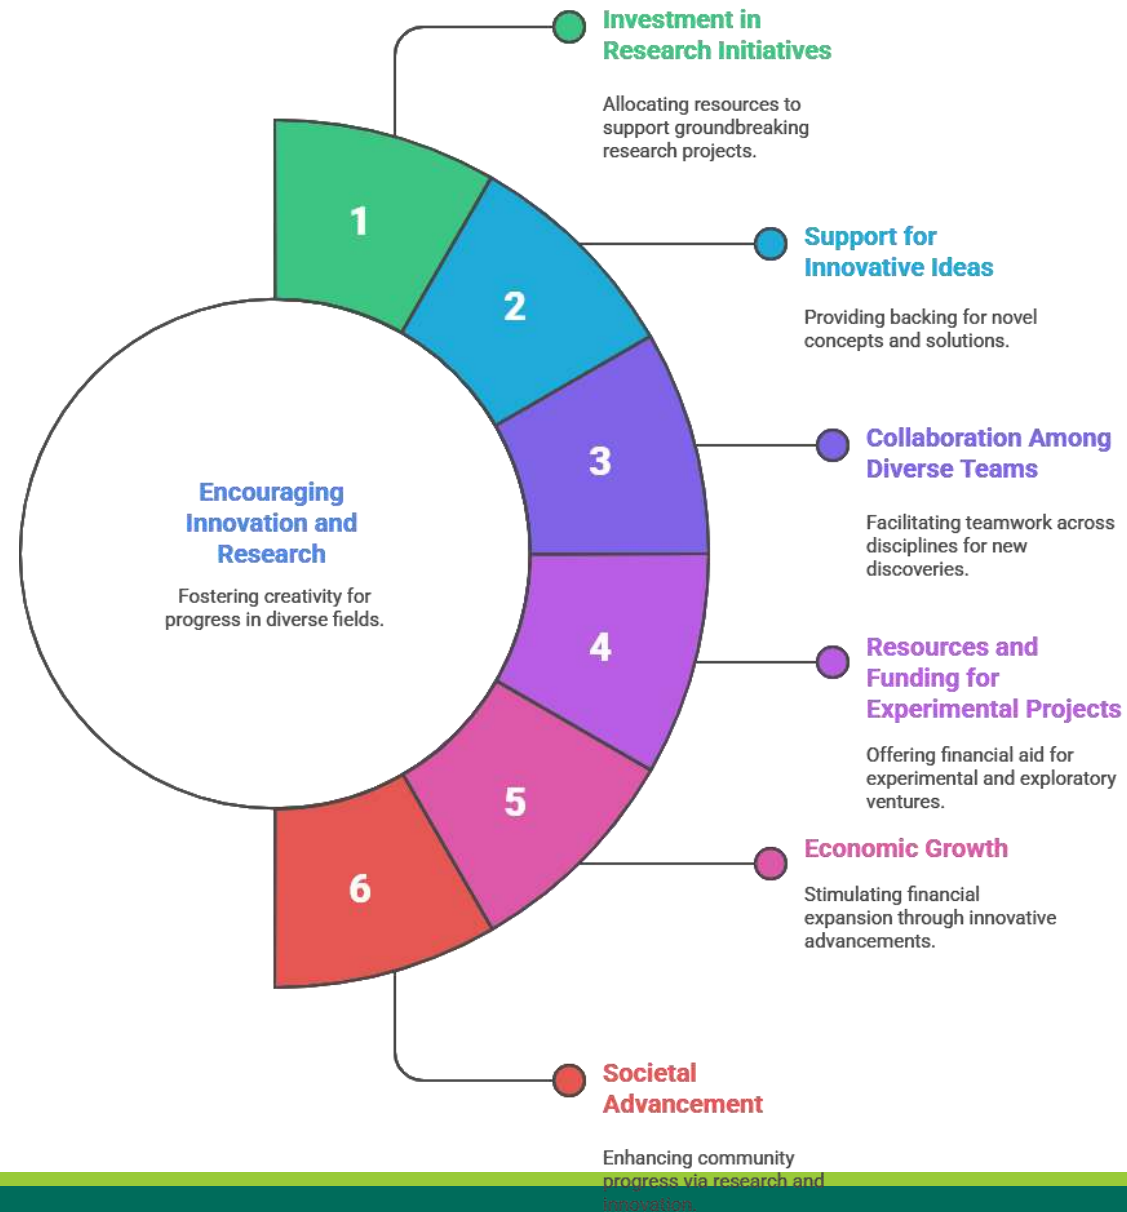 Investment in
Research Initiatives
Allocating resources to
support groundbreaking
research projects.
1
Support for
Innovative Ideas
2
Providing backing for novel
concepts and solutions.
Collaboration Among
Diverse Teams
3
Encouraging
Innovation and
Research
Facilitating teamwork across
disciplines for new
discoveries.
Fostering creativity for
progress in diverse fields.
4
Resources and
Funding for
Experimental Projects
Offering financial aid for
experimental and exploratory
ventures.
5
Economic Growth
Stimulating financial
expansion through innovative
advancements.
6
Societal
Advancement
Enhancing community
progress via research and
innovation.